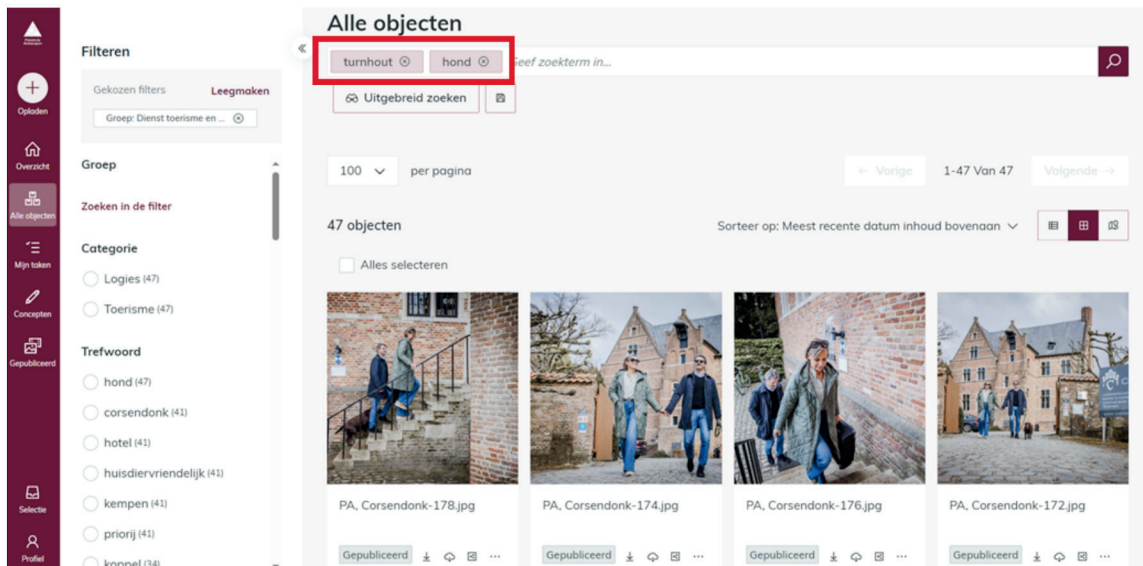 Alle objecten
turnhout
hond
Geef zoekterm in...
Uitgebreid zoeken
Opladen
Overzicht
Alle objecten
Mijn taken
Concepten
Gepubliceerd
Selectie
Profiel
Filteren
Gekozen filters
Leegmaken
Groep: Dienst toerisme en ...
Groep
Zoeken in de filter
Categorie
Logies (47)
Toerisme (47)
Trefwoord
hond (47)
corsendonk (41)
hotel (41)
huisdiervriendelijk (41)
kempen (41)
priorij (41)
koppel (34)
100 per pagina
← Vorige
1-47 Van 47
Volgende →
47 objecten
Sorteer op: Meest recente datum inhoud bovenaan
Alles selecteren
PA, Corsendonk-178.jpg
Gepubliceerd
PA, Corsendonk-174.jpg
Gepubliceerd
PA, Corsendonk-176.jpg
Gepubliceerd
PA, Corsendonk-172.jpg
Gepubliceerd